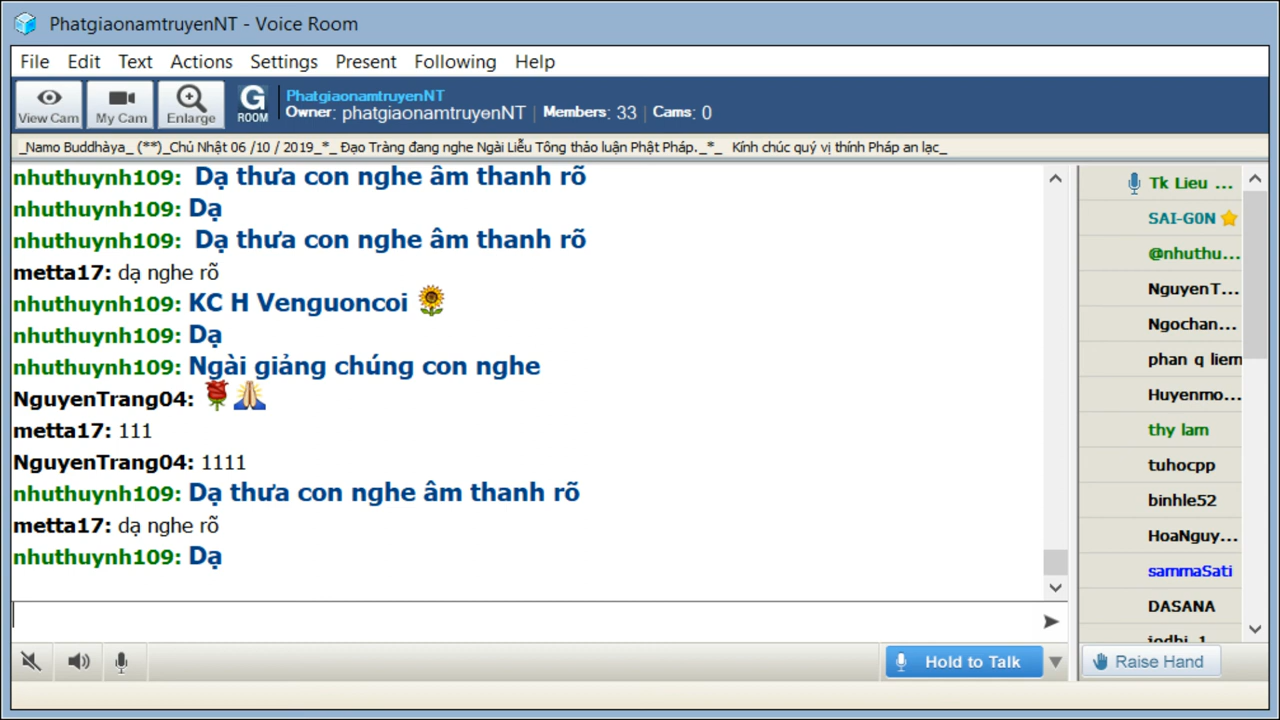 PhatgiaonamtruyenNT - Voice Room
File Edit Text Actions Settings Present Following Help
View Cam My Cam Enlarge G ROOM
PhatgiaonamtruyenNT
Owner: phatgiaonamtruyenNT | Members: 33 | Cams: 0
_Namo Buddhàya_ (**)_Chủ Nhật 06 /10 / 2019_*_ Đạo Tràng đang nghe Ngài Liễu Tông thảo luận Phật Pháp._*_ Kính chúc quý vị thính Pháp an lạc_
nhuthuynh109: Dạ thưa con nghe âm thanh rõ
nhuthuynh109: Dạ
nhuthuynh109: Dạ thưa con nghe âm thanh rõ
metta17: dạ nghe rõ
nhuthuynh109: KC H Venguoncoi 🌻
nhuthuynh109: Dạ
nhuthuynh109: Ngài giảng chúng con nghe
NguyenTrang04: 🌹🙏
metta17: 111
NguyenTrang04: 1111
nhuthuynh109: Dạ thưa con nghe âm thanh rõ
metta17: dạ nghe rõ
nhuthuynh109: Dạ
Tk Lieu ...
SAI-G0N
@nhuthu...
NguyenT...
Ngochan...
phan q liem
Huyenmo...
thy lam
tuhocpp
binhle52
HoaNguy...
sammaSati
DASANA
Hold to Talk
Raise Hand